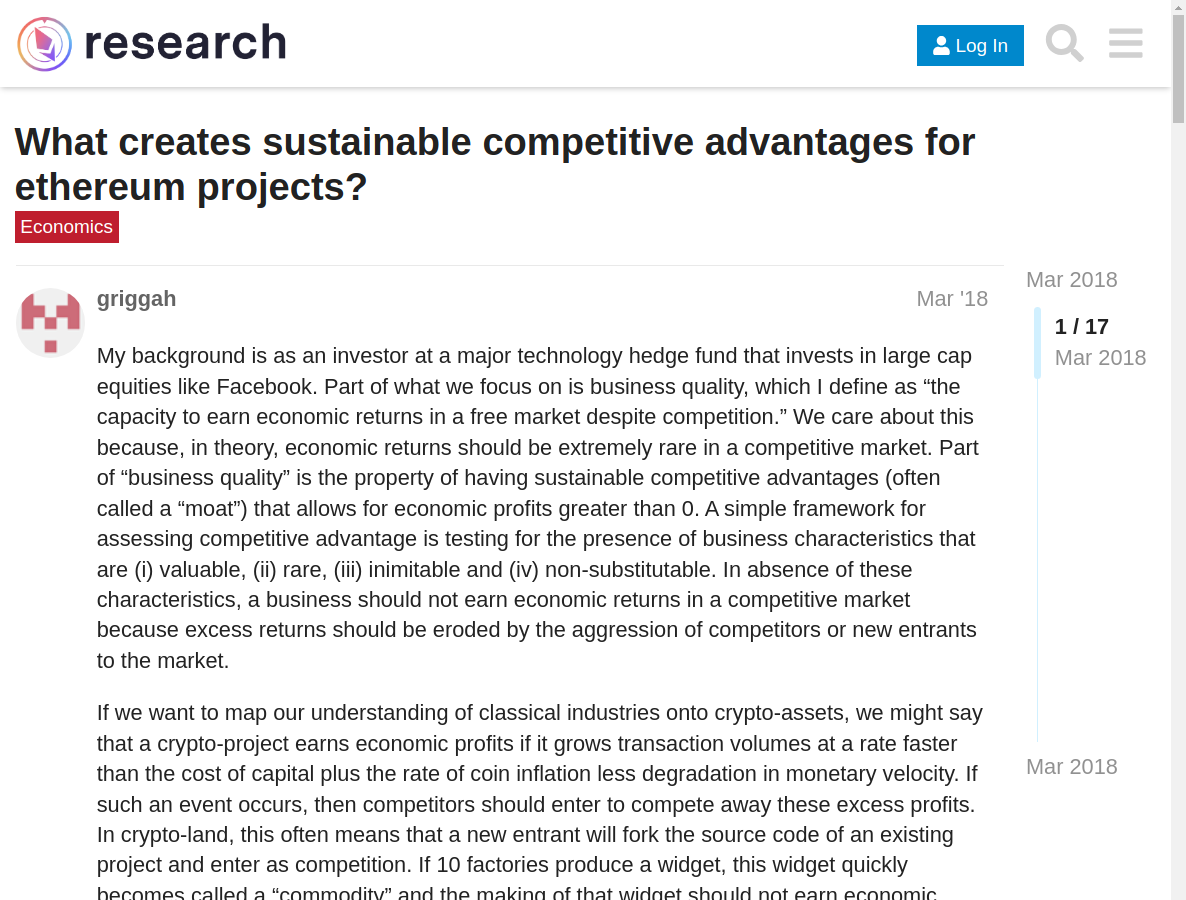 research
Log In
What creates sustainable competitive advantages for
ethereum projects?
Economics
griggah
Mar '18
My background is as an investor at a major technology hedge fund that invests in large cap
equities like Facebook. Part of what we focus on is business quality, which I define as “the
capacity to earn economic returns in a free market despite competition.” We care about this
because, in theory, economic returns should be extremely rare in a competitive market. Part
of “business quality” is the property of having sustainable competitive advantages (often
called a “moat”) that allows for economic profits greater than 0. A simple framework for
assessing competitive advantage is testing for the presence of business characteristics that
are (i) valuable, (ii) rare, (iii) inimitable and (iv) non-substitutable. In absence of these
characteristics, a business should not earn economic returns in a competitive market
because excess returns should be eroded by the aggression of competitors or new entrants
to the market.
If we want to map our understanding of classical industries onto crypto-assets, we might say
that a crypto-project earns economic profits if it grows transaction volumes at a rate faster
than the cost of capital plus the rate of coin inflation less degradation in monetary velocity. If
such an event occurs, then competitors should enter to compete away these excess profits.
In crypto-land, this often means that a new entrant will fork the source code of an existing
project and enter as competition. If 10 factories produce a widget, this widget quickly
becomes called a “commodity” and the making of that widget should not earn economic
Mar 2018
1 / 17
Mar 2018
Mar 2018